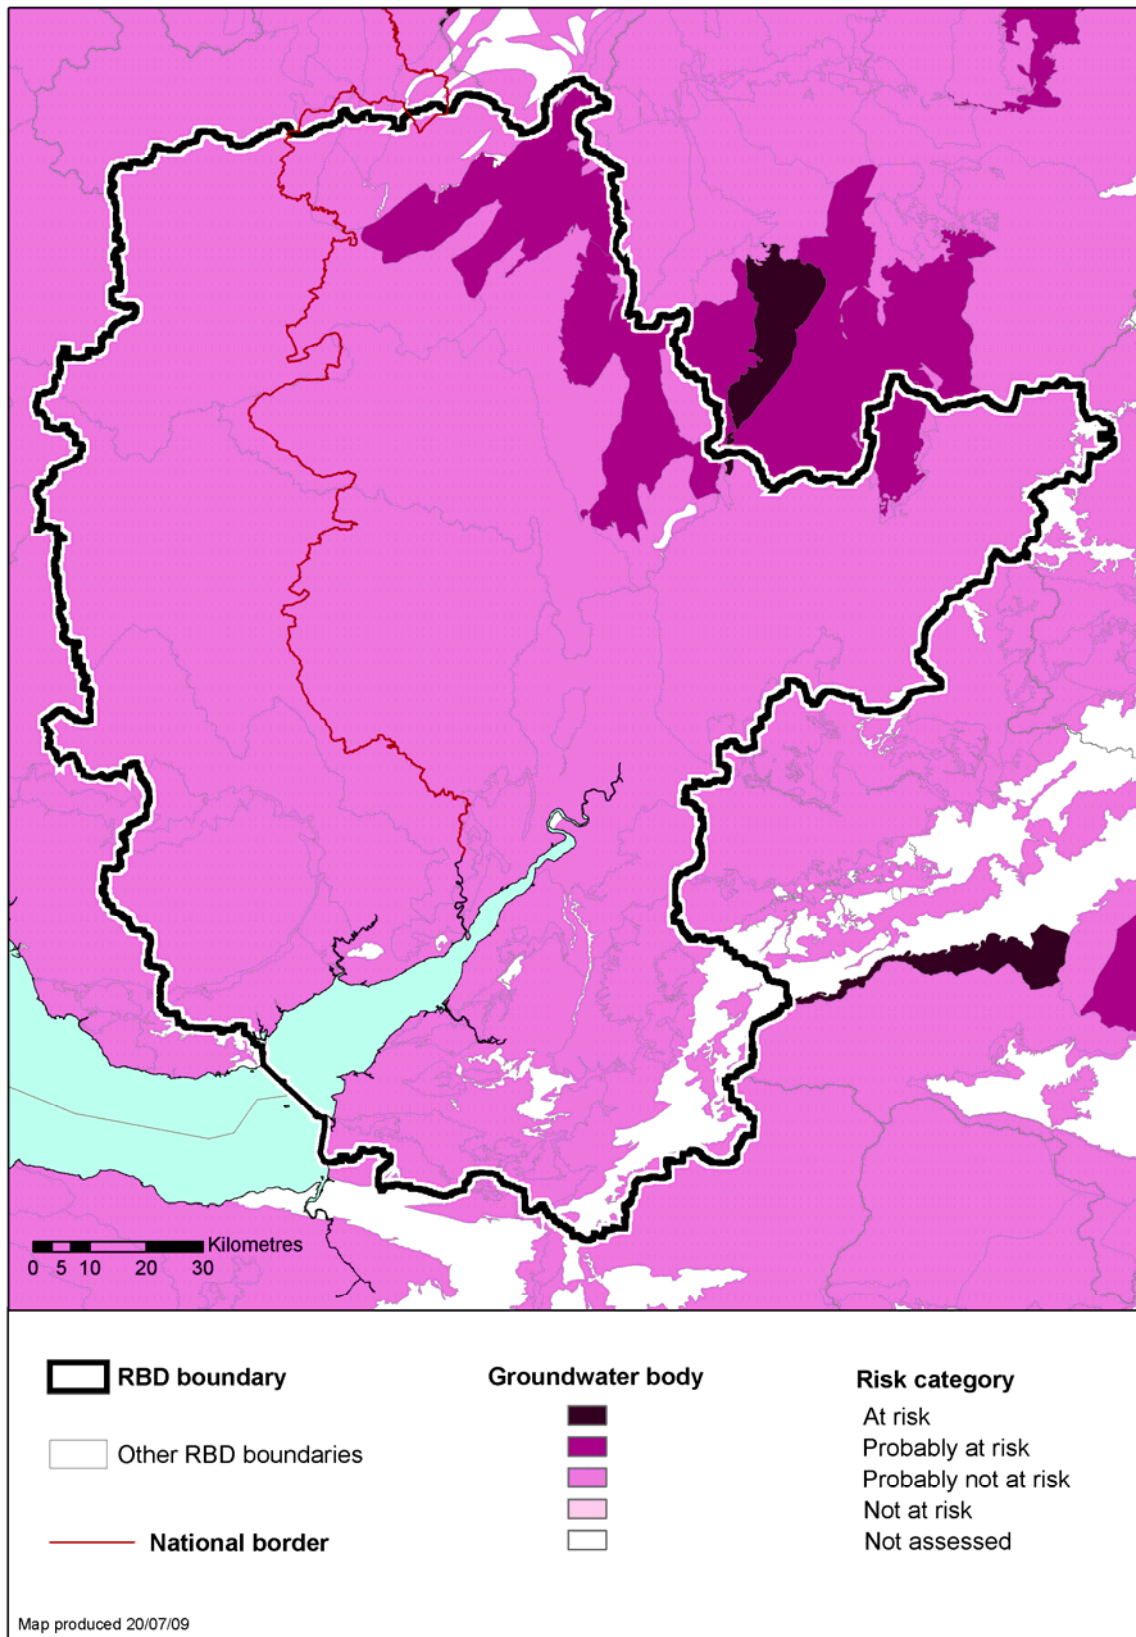 Kilometres
0 5 10 20 30
RBD boundary
Other RBD boundaries
National border
Groundwater body
Risk category
At risk
Probably at risk
Probably not at risk
Not at risk
Not assessed
Map produced 20/07/09